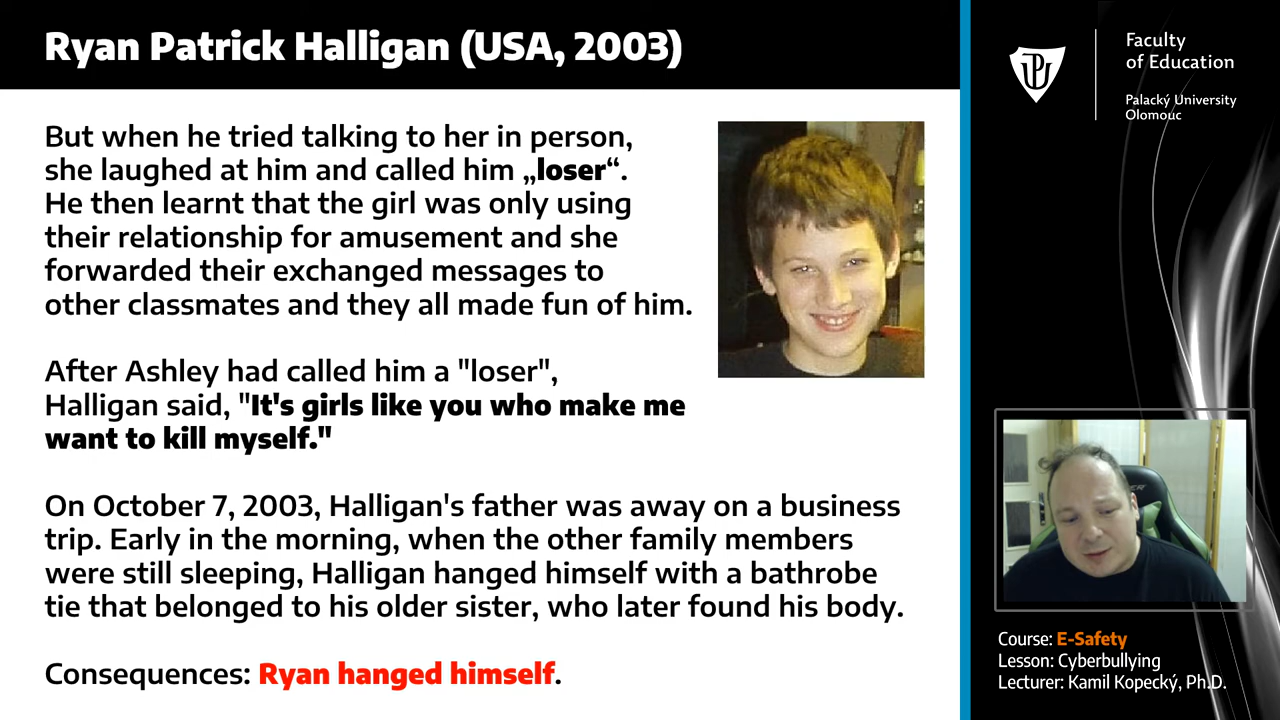 Ryan Patrick Halligan (USA, 2003)
But when he tried talking to her in person,
she laughed at him and called him „loser“.
He then learnt that the girl was only using
their relationship for amusement and she
forwarded their exchanged messages to
other classmates and they all made fun of him.
After Ashley had called him a "loser",
Halligan said, "It's girls like you who make me
want to kill myself."
On October 7, 2003, Halligan's father was away on a business
trip. Early in the morning, when the other family members
were still sleeping, Halligan hanged himself with a bathrobe
tie that belonged to his older sister, who later found his body.
Consequences: Ryan hanged himself.
Faculty
of Education
Palacký University
Olomouc
Course: E-Safety
Lesson: Cyberbullying
Lecturer: Kamil Kopecký, Ph.D.